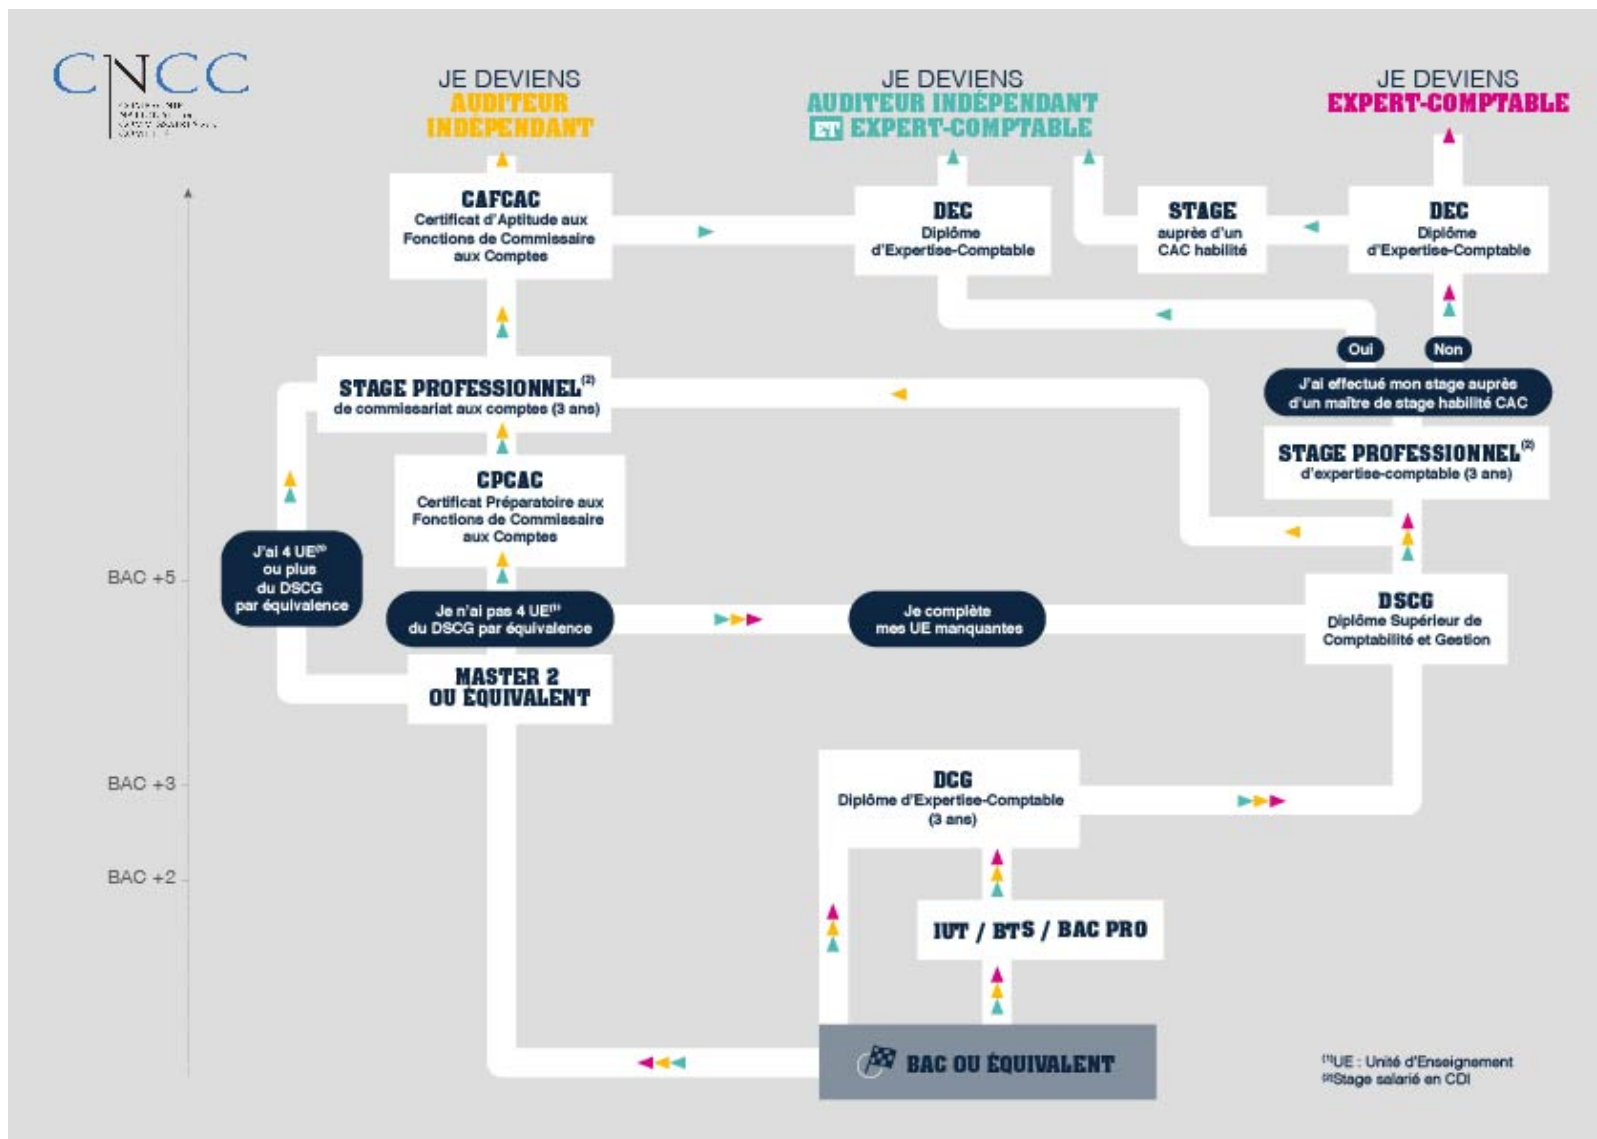 CNCC
JE DEVIENS
AUDITEUR
INDÉPENDANT
JE DEVIENS
AUDITEUR INDÉPENDANT
ET EXPERT-COMPTABLE
JE DEVIENS
EXPERT-COMPTABLE
CAFCAC
Certificat d'Aptitude aux
Fonctions de Commissaire
aux Comptes
DEC
Diplôme
d'Expertise-Comptable
STAGE
auprès d'un
CAC habilité
DEC
Diplôme
d'Expertise-Comptable
Oui
Non
J'ai effectué mon stage auprès
d'un maître de stage habilité CAC
STAGE PROFESSIONNEL(2)
de commissariat aux comptes (3 ans)
STAGE PROFESSIONNEL(2)
d'expertise-comptable (3 ans)
CPCAC
Certificat Préparatoire aux
Fonctions de Commissaire
aux Comptes
J'ai 4 UE(1)
ou plus
du DSCG
par équivalence
BAC +5
Je n'ai pas 4 UE(1)
du DSCG par équivalence
Je complète
mes UE manquantes
DSCG
Diplôme Supérieur de
Comptabilité et Gestion
MASTER 2
OU ÉQUIVALENT
BAC +3
DCG
Diplôme d'Expertise-Comptable
(3 ans)
BAC +2
IUT / BTS / BAC PRO
BAC OU ÉQUIVALENT
(1)UE : Unité d'Enseignement
(2)Stage salarié en CDI